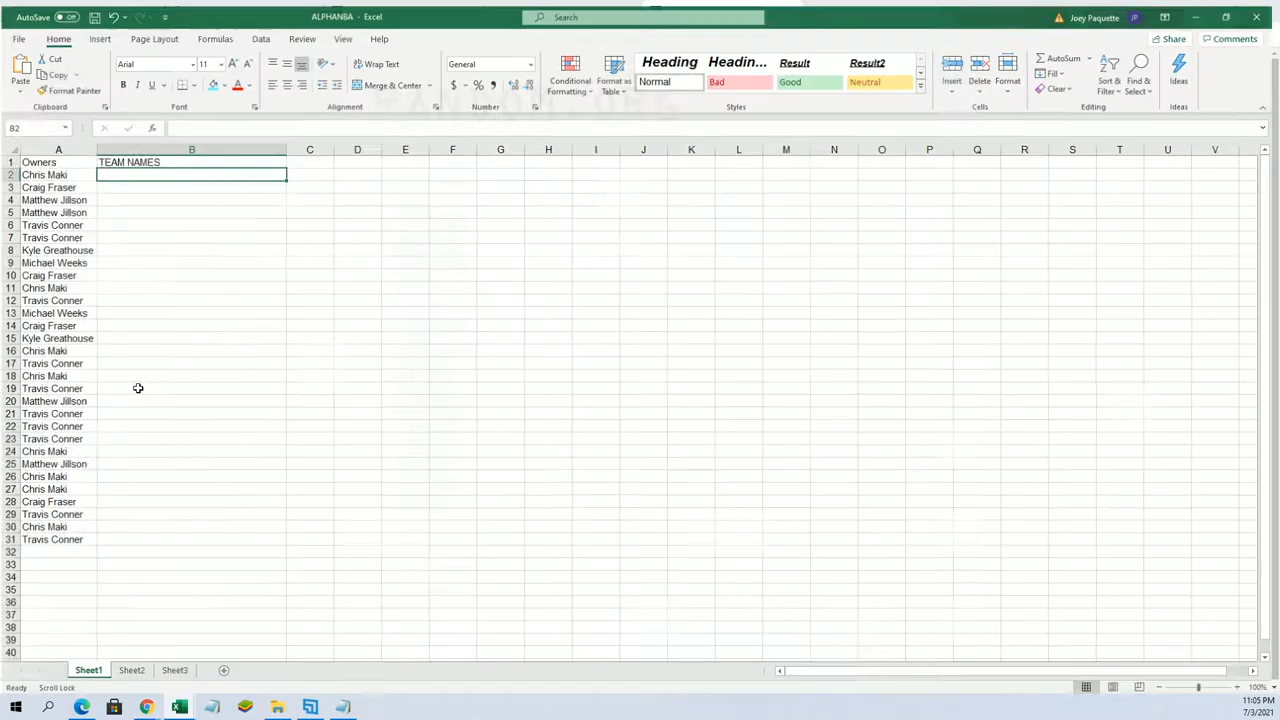 AutoSave Off ALPHANBA - Excel Search Joey Paquette JP
File Home Insert Page Layout Formulas Data Review View Help Share Comments
Paste Cut Copy Format Painter Clipboard
Arial 11 A A B I U A Font
Wrap Text Merge & Center Alignment
General $ % , Number
Conditional Formatting Format as Table
Heading Headin... Result Result2
Normal Bad Good Neutral
Styles
Insert Delete Format Cells
AutoSum Fill Clear Sort & Filter Find & Select Editing
Ideas Ideas
B2 fx
A B C D E F G H I J K L M N O P Q R S T U V
1 Owners TEAM NAMES
2 Chris Maki
3 Craig Fraser
4 Matthew Jillson
5 Matthew Jillson
6 Travis Conner
7 Travis Conner
8 Kyle Greathouse
9 Michael Weeks
10 Craig Fraser
11 Chris Maki
12 Travis Conner
13 Michael Weeks
14 Craig Fraser
15 Kyle Greathouse
16 Chris Maki
17 Travis Conner
18 Chris Maki
19 Travis Conner
20 Matthew Jillson
21 Travis Conner
22 Travis Conner
23 Travis Conner
24 Chris Maki
25 Matthew Jillson
26 Chris Maki
27 Chris Maki
28 Craig Fraser
29 Travis Conner
30 Chris Maki
31 Travis Conner
32
33
34
35
36
37
38
39
40
Sheet1 Sheet2 Sheet3
Ready Scroll Lock 100%
11:05 PM
7/3/2021